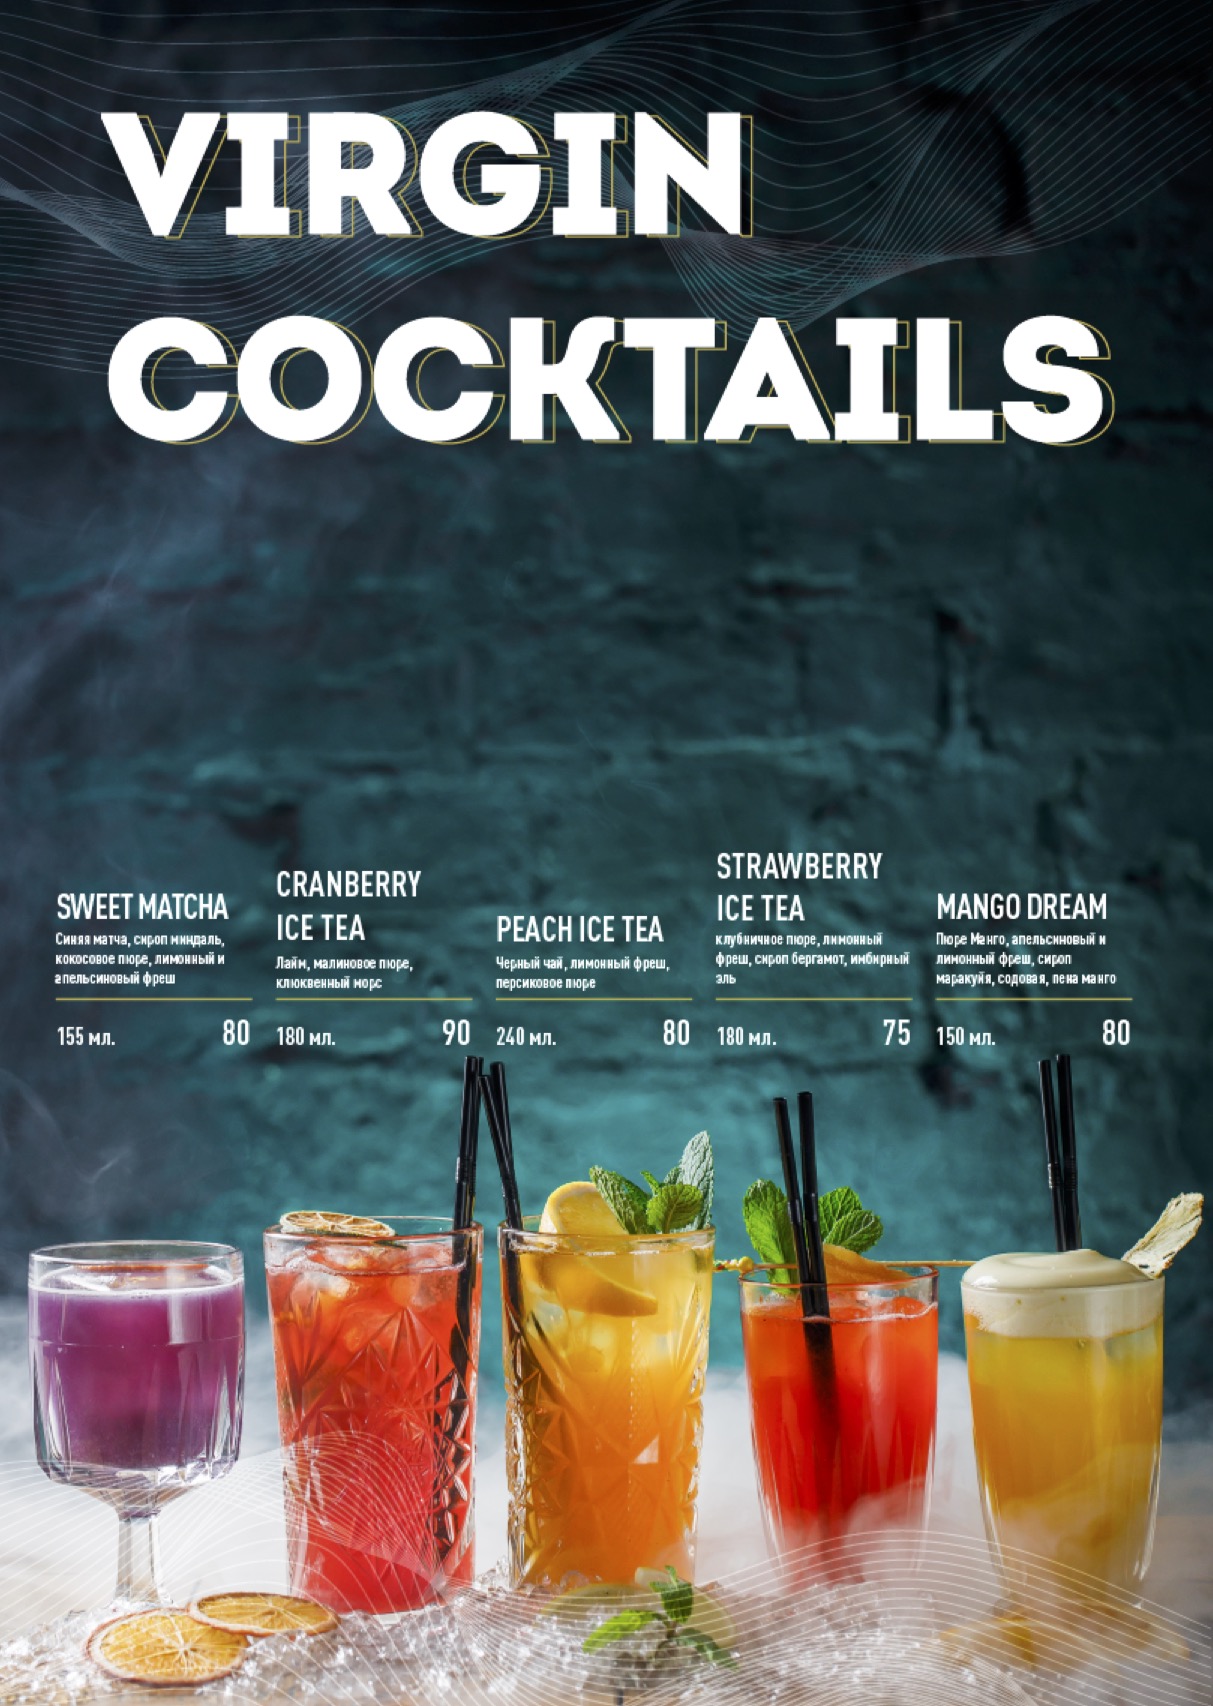 VIRGIN
COCKTAILS
SWEET MATCHA
Синяя матча, сироп миндаль,
кокосовое пюре, лимонный и
апельсиновый фреш
155 мл.
80
CRANBERRY
ICE TEA
Лайм, малиновое пюре,
клюквенный морс
180 мл.
90
PEACH ICE TEA
Черный чай, лимонный фреш,
персиковое пюре
240 мл.
80
STRAWBERRY
ICE TEA
клубничное пюре, лимонный
фреш, сироп бергамот, имбирный
эль
180 мл.
75
MANGO DREAM
Пюре Манго, апельсиновый и
лимонный фреш, сироп
маракуйя, содовая, пена манго
150 мл.
80